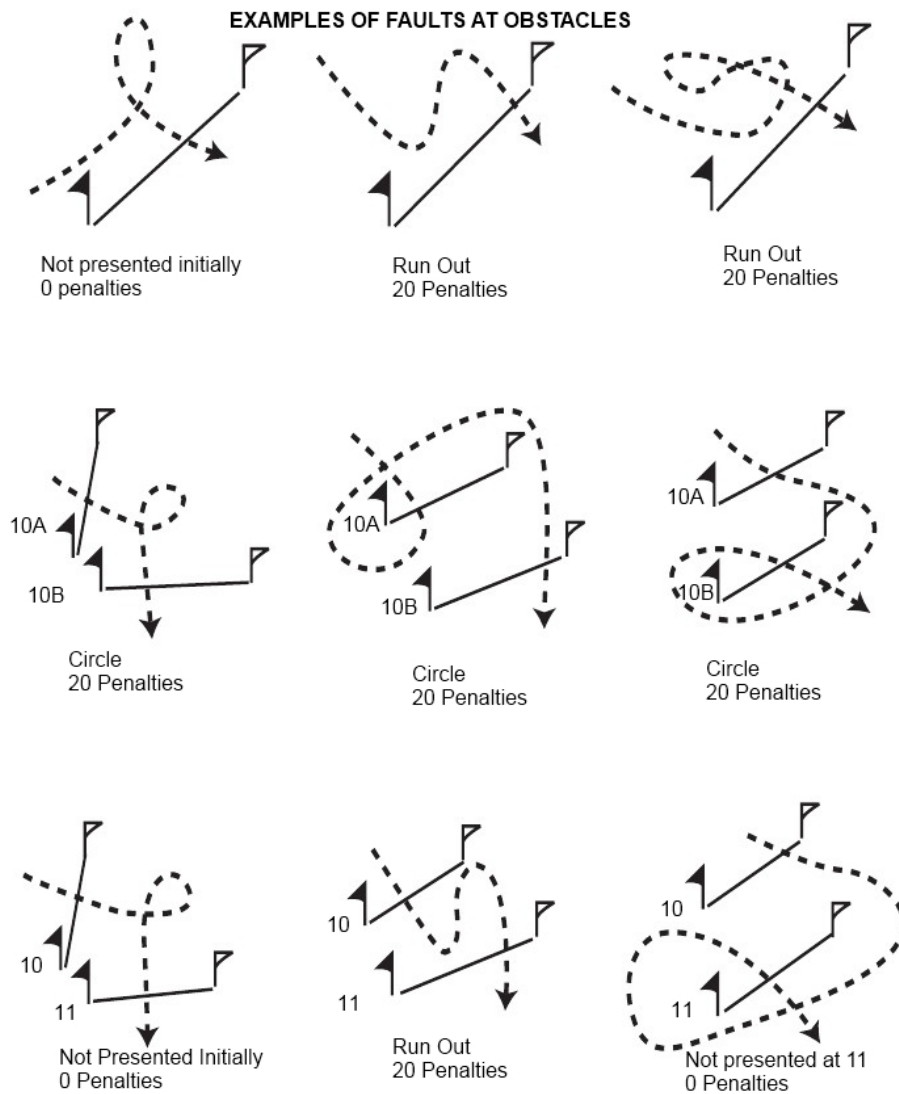 EXAMPLES OF FAULTS AT OBSTACLES
Not presented initially
0 penalties
Run Out
20 Penalties
Run Out
20 Penalties
10A
10B
Circle
20 Penalties
10A
10B
Circle
20 Penalties
10A
10B
Circle
20 Penalties
10
11
Not Presented Initially
0 Penalties
10
11
Run Out
20 Penalties
10
11
Not presented at 11
0 Penalties